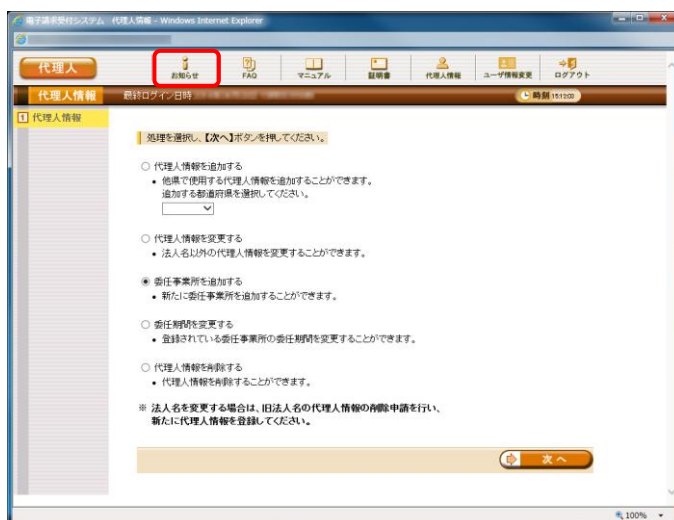 電子請求受付システム 代理人情報 - Windows Internet Explorer
代理人
お知らせ
FAQ
マニュアル
証明書
代理人情報
ユーザ情報変更
ログアウト
代理人情報
最終ログイン日時
時刻 15:12:00
1 代理人情報
処理を選択し、【次へ】ボタンを押してください。
代理人情報を追加する
・ 他県で使用する代理人情報を追加することができます。
追加する都道府県を選択してください。
代理人情報を変更する
・ 法人名以外の代理人情報を変更することができます。
委任事業所を追加する
・ 新たに委任事業所を追加することができます。
委任期間を変更する
・ 登録されている委任事業所の委任期間を変更することができます。
代理人情報を削除する
・ 代理人情報を削除することができます。
※ 法人名を変更する場合は、旧法人名の代理人情報の削除申請を行い、
新たに代理人情報を登録してください。
次へ
100%